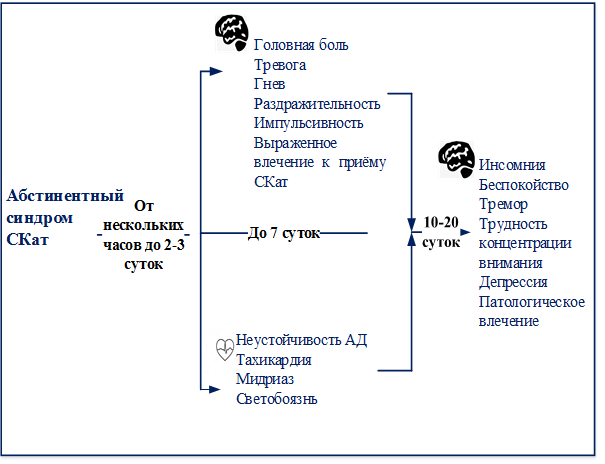 Абстинентный
синдром
СКат
От
нескольких
часов до 2-3
суток
Головная боль
Тревога
Гнев
Раздражительность
Импульсивность
Выраженное
влечение к приёму
СКат
До 7 суток
Неустойчивость АД
Тахикардия
Мидриаз
Светобоязнь
10-20
суток
Инсомния
Беспокойство
Тремор
Трудность
концентрации
внимания
Депрессия
Патологическое
влечение